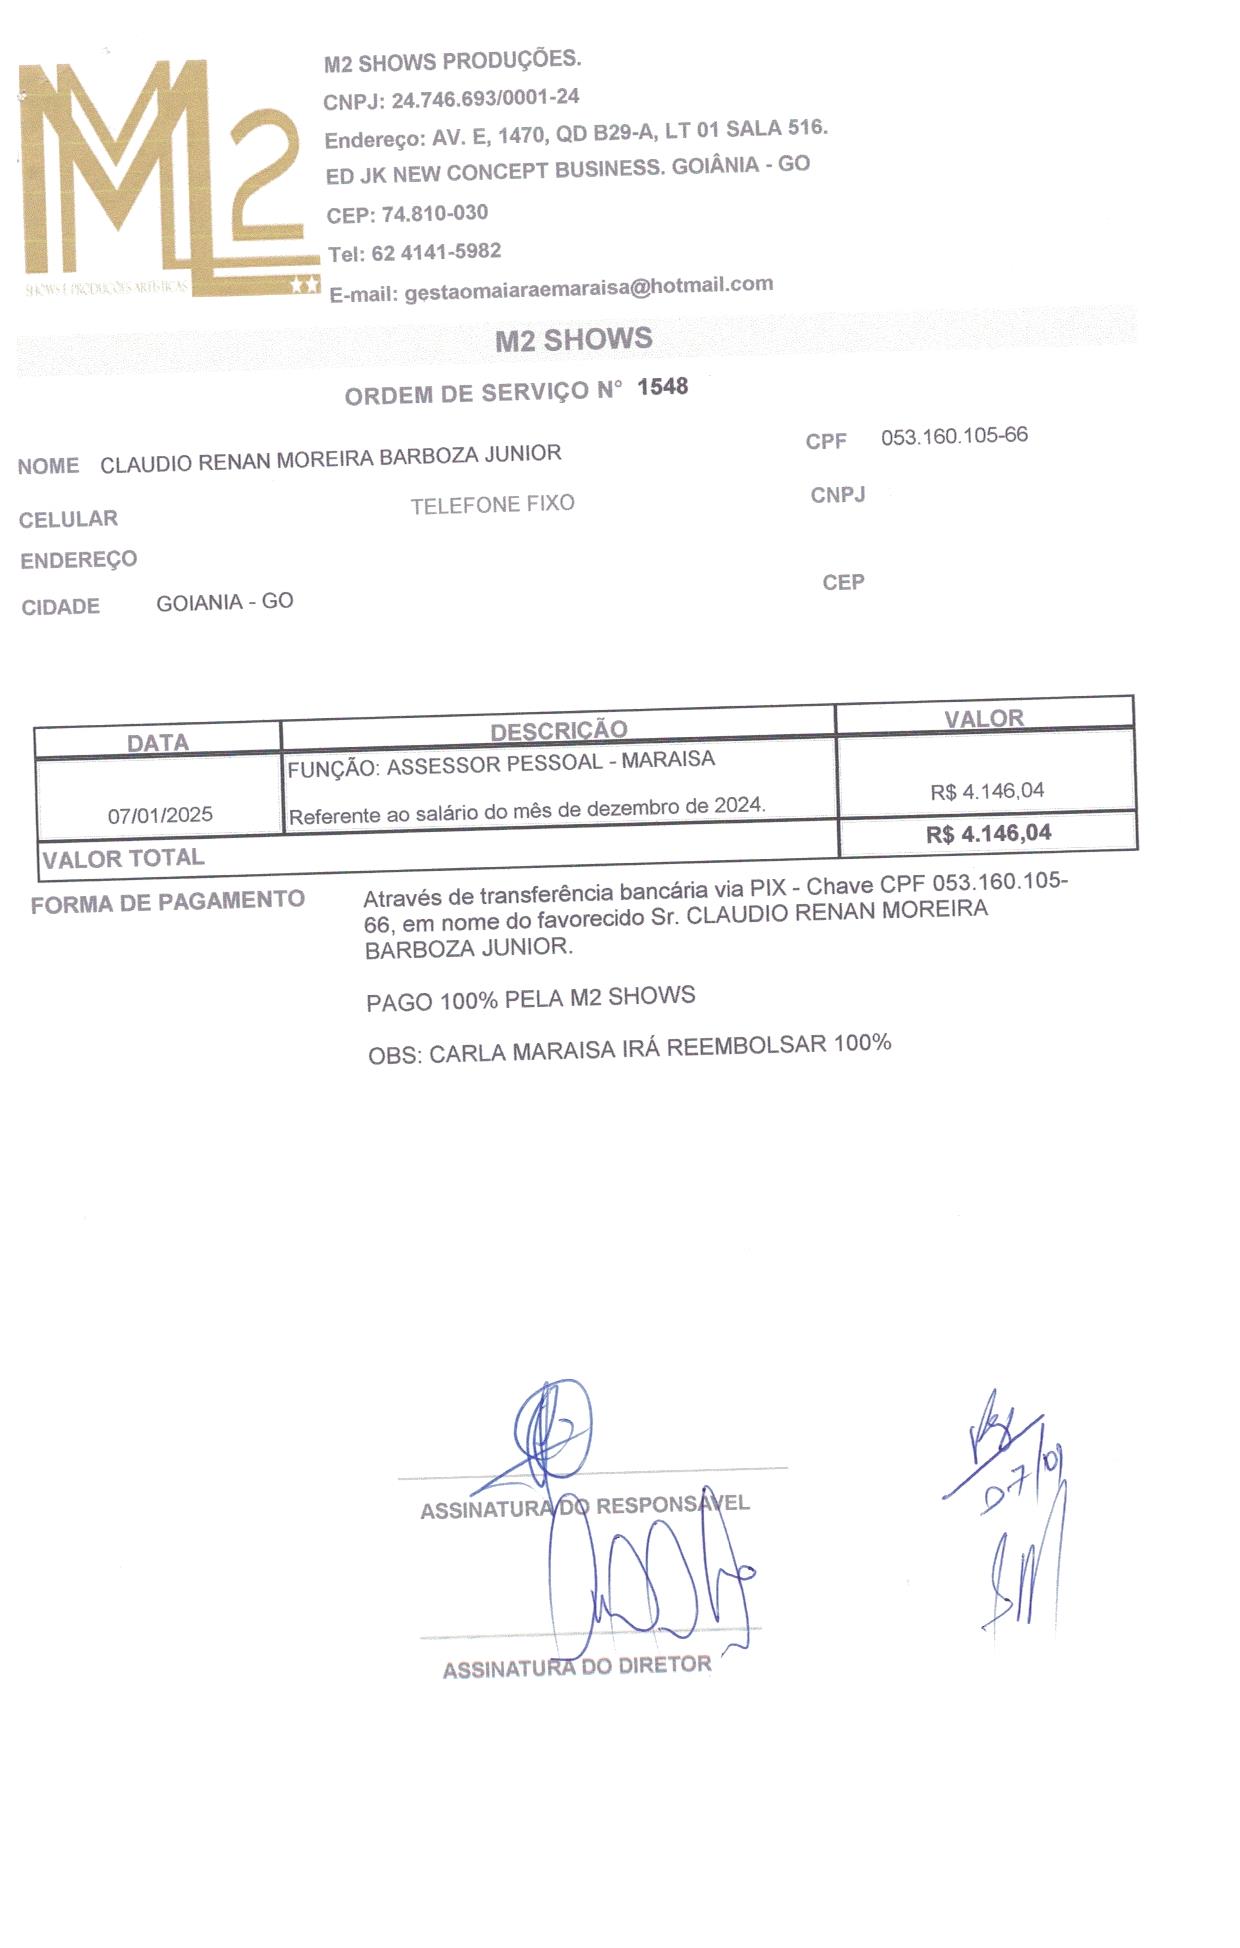 M2 SHOWS PRODUÇÕES.
CNPJ: 24.746.693/0001-24
Endereço: AV. E, 1470, QD B29-A, LT 01 SALA 516.
ED JK NEW CONCEPT BUSINESS. GOIÂNIA - GO
CEP: 74.810-030
Tel: 62 4141-5982
E-mail: gestaomaiaraemaraisa@hotmail.com
M2
SHOWS E PRODUÇÕES ARTÍSTICAS
M2 SHOWS
ORDEM DE SERVIÇO N° 1548
NOME CLAUDIO RENAN MOREIRA BARBOZA JUNIOR CPF 053.160.105-66
CELULAR TELEFONE FIXO CNPJ
ENDEREÇO
CIDADE GOIANIA - GO CEP
DATA DESCRIÇÃO VALOR
FUNÇÃO: ASSESSOR PESSOAL - MARAISA
07/01/2025 Referente ao salário do mês de dezembro de 2024. R$ 4.146,04
VALOR TOTAL R$ 4.146,04
FORMA DE PAGAMENTO Através de transferência bancária via PIX - Chave CPF 053.160.105-
66, em nome do favorecido Sr. CLAUDIO RENAN MOREIRA
BARBOZA JUNIOR.
PAGO 100% PELA M2 SHOWS
OBS: CARLA MARAISA IRÁ REEMBOLSAR 100%
07/01
ASSINATURA DO RESPONSÁVEL
ASSINATURA DO DIRETOR